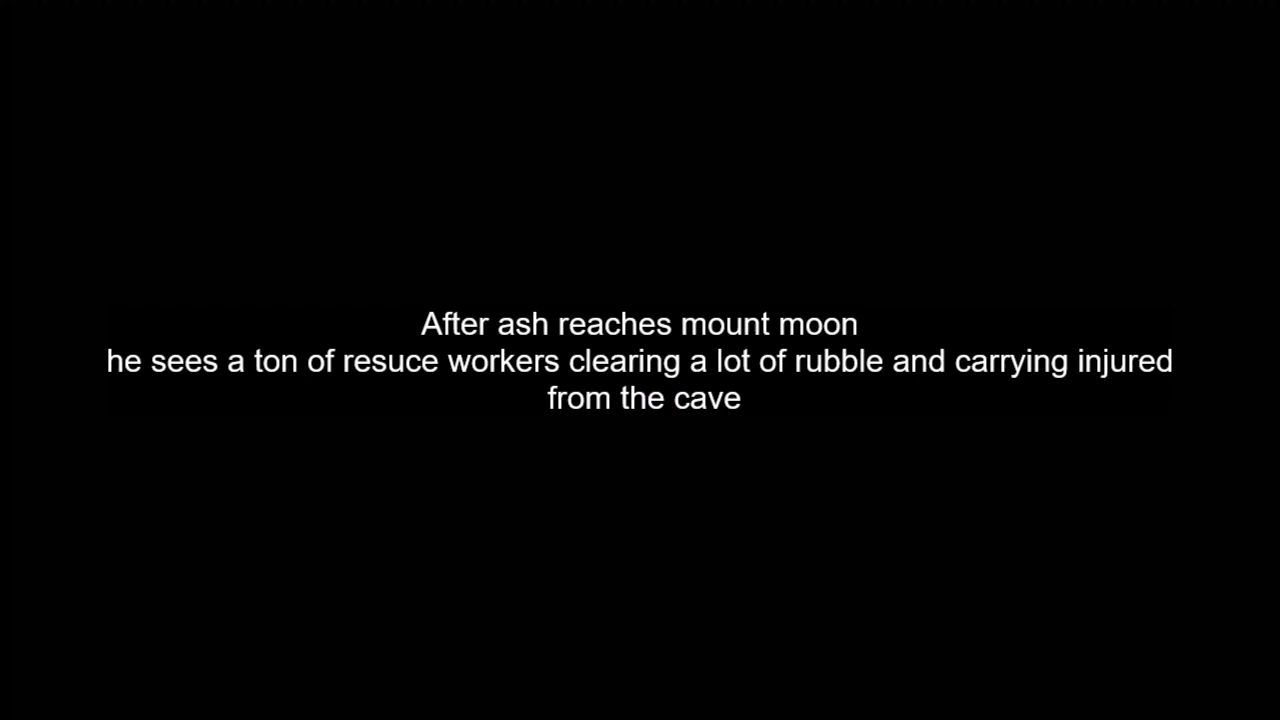 After ash reaches mount moon
he sees a ton of resuce workers clearing a lot of rubble and carrying injured
from the cave